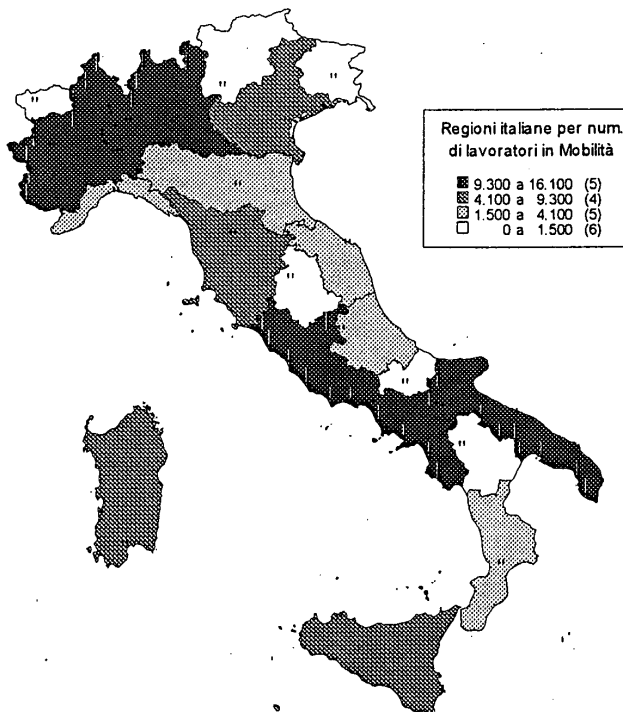 Regioni italiane per num.
di lavoratori in Mobilità
9.300 a 16.100 (5)
4.100 a 9.300 (4)
1.500 a 4.100 (5)
0 a 1.500 (6)